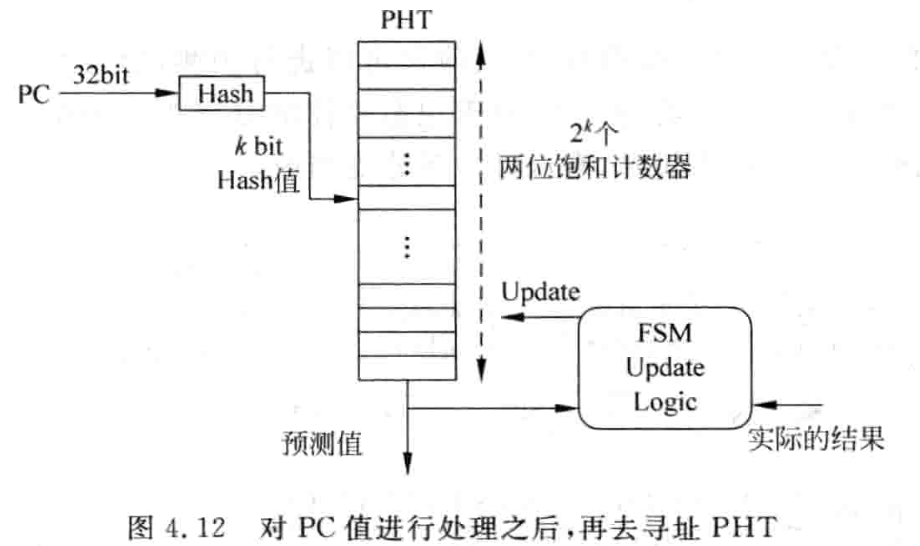 PHT
32bit
PC
Hash
k bit
Hash值
⋮
2^k个
两位饱和计数器
⋮
Update
FSM
Update
Logic
预测值
实际的结果
图 4.12 对 PC 值进行处理之后,再去寻址 PHT